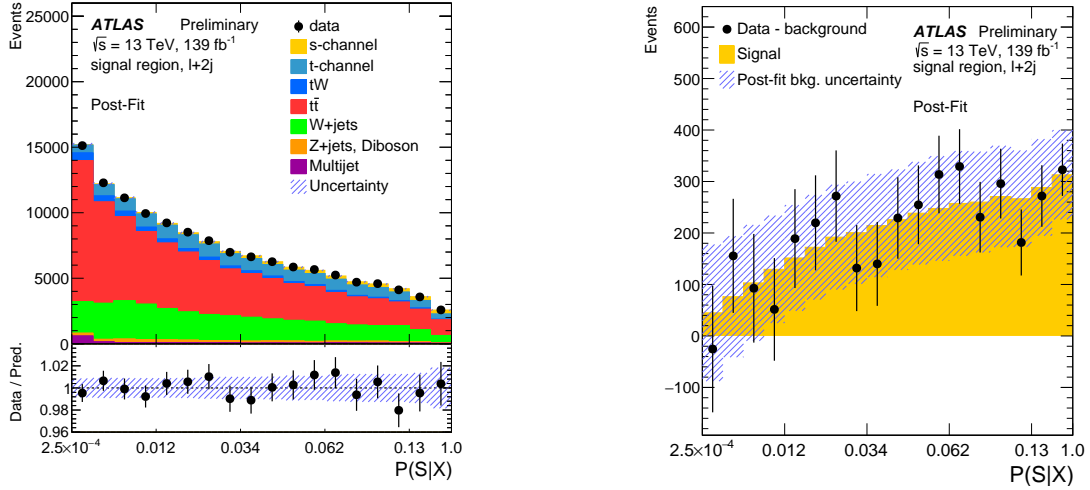 Events
26000
20000
15000
10000
5000
0
ATLAS Preliminary
√s = 13 TeV, 139 fb⁻¹
signal region, l+2j
Post-Fit
data
s-channel
t-channel
tW
tt̄
W+jets
Z+jets, Diboson
Multijet
Uncertainty
Data / Pred.
1.02
1
0.98
0.96
2.5×10⁻⁴ 0.012 0.034 0.062 0.13 1.0
P(S|X)
Events
600
500
400
300
200
100
0
−100
Data - background
Signal
Post-fit bkg. uncertainty
ATLAS Preliminary
√s = 13 TeV, 139 fb⁻¹
signal region, l+2j
Post-Fit
2.5×10⁻⁴ 0.012 0.034 0.062 0.13 1.0
P(S|X)